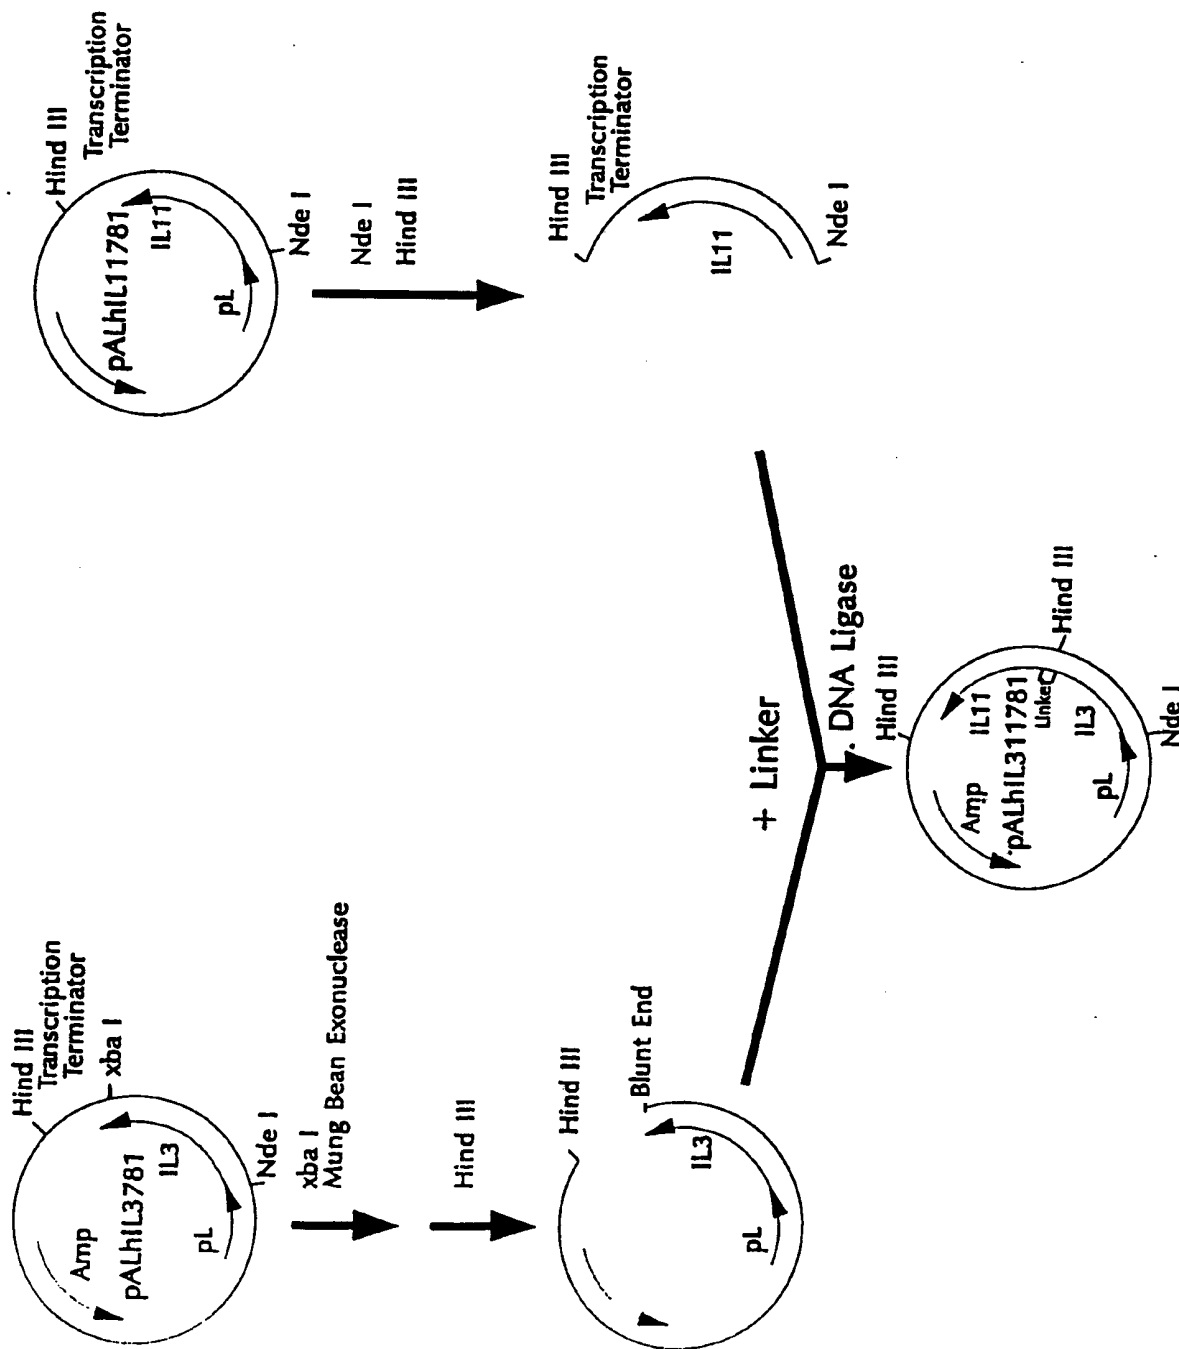 Hind III
Transcription
Terminator
xba I
Amp
pALhIL3781
IL3
pL
Nde I
xba I
Mung Bean Exonuclease
Hind III
Hind III
Blunt End
IL3
pL
Hind III
Transcription
Terminator
pALhIL11781
IL11
pL
Nde I
Nde I
Hind III
Hind III
Transcription
Terminator
IL11
Nde I
+ Linker
. DNA Ligase
Hind III
Amp
IL11
pALhIL311781
Linker
Hind III
IL3
pL
Nde I